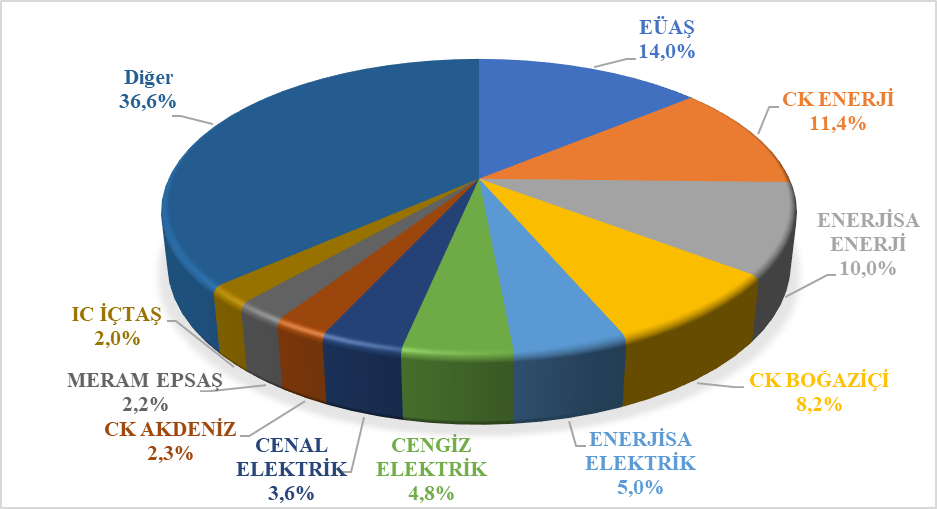 EÜAŞ
14,0%
CK ENERJİ
11,4%
ENERJİSA
ENERJİ
10,0%
CK BOĞAZİÇİ
8,2%
ENERJİSA
ELEKTRİK
5,0%
CENGİZ
ELEKTRİK
4,8%
CENAL
ELEKTRİK
3,6%
CK AKDENİZ
2,3%
MERAM EPSAŞ
2,2%
IC İÇTAŞ
2,0%
Diğer
36,6%